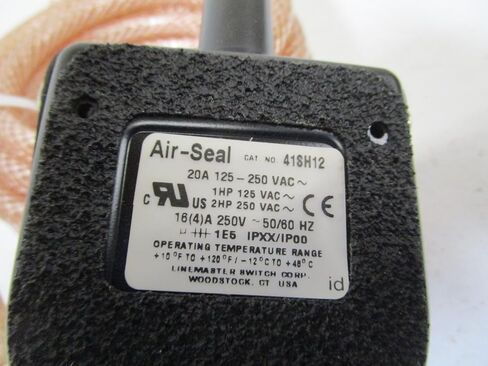 Air-Seal CAT NO. 41SH12
20A 125-250 VAC~
1HP 125 VAC~
c RU US 2HP 250 VAC~ CE
16(4)A 250V ~50/60 HZ
1E5 IPXX/IP00
OPERATING TEMPERATURE RANGE
+10°F TO +120°F/-12°C TO +48°C
LINEMASTER SWITCH CORP.
WOODSTOCK, CT USA
id